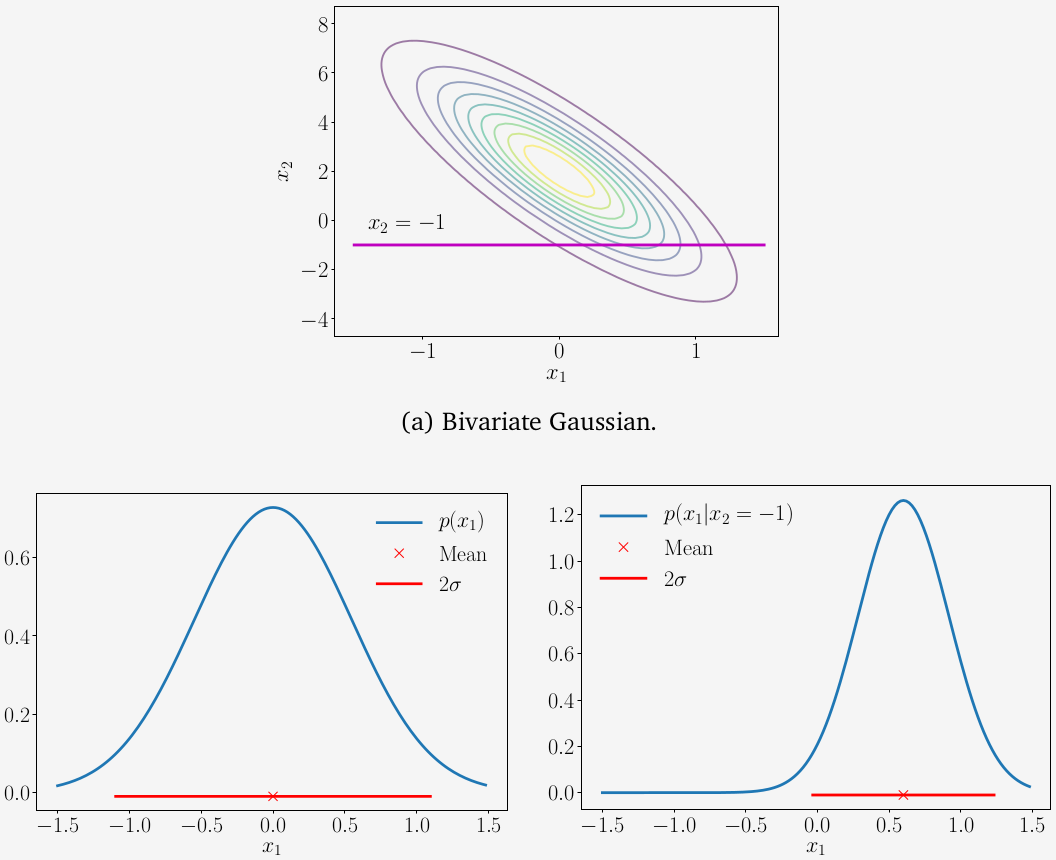 8
6
4
2
0
−2
−4
x₂
x₂ = −1
−1 0 1
x₁
(a) Bivariate Gaussian.
p(x₁)
Mean
2σ
0.6
0.4
0.2
0.0
−1.5 −1.0 −0.5 0.0 0.5 1.0 1.5
x₁
p(x₁|x₂ = −1)
Mean
2σ
1.2
1.0
0.8
0.6
0.4
0.2
0.0
−1.5 −1.0 −0.5 0.0 0.5 1.0 1.5
x₁